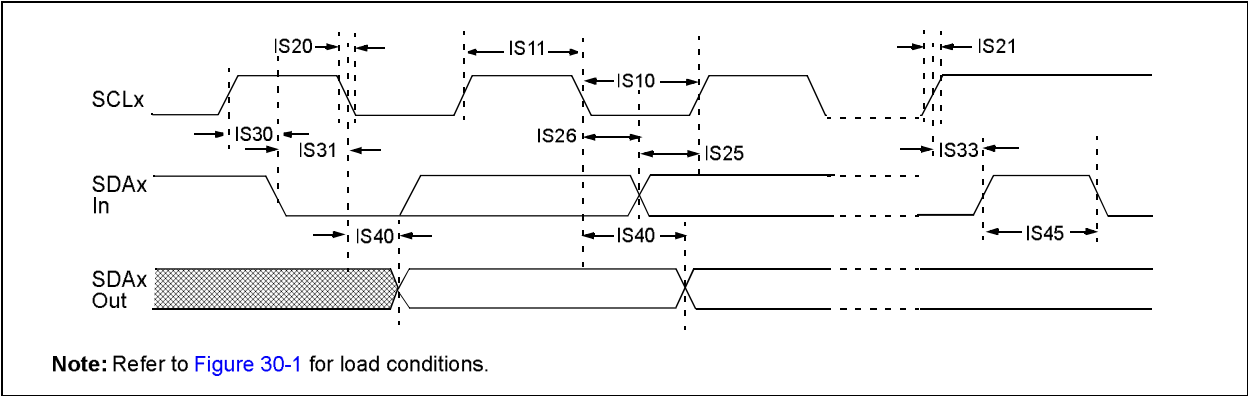 IS20
IS11
IS21
IS10
SCLx
IS30
IS26
IS31
IS25
IS33
SDAx
In
IS40
IS40
IS45
SDAx
Out
Note: Refer to Figure 30-1 for load conditions.